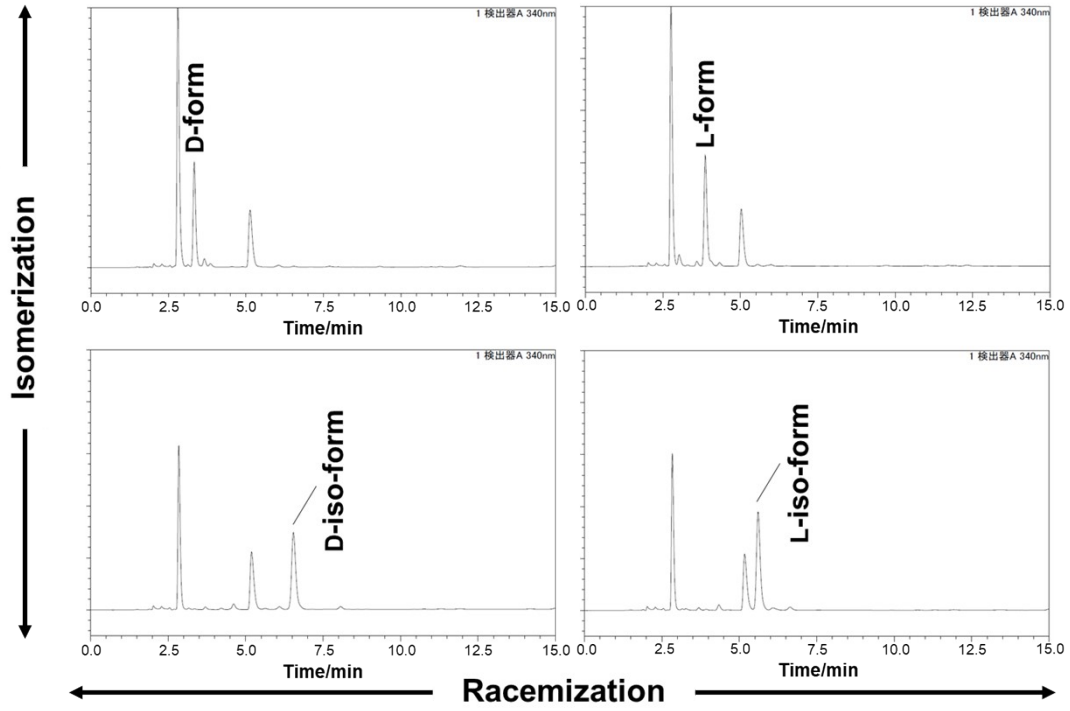 Isomerization
1 検出器A 340nm
D-form
0.0 2.5 5.0 7.5 10.0 12.5 15.0
Time/min
1 検出器A 340nm
L-form
0.0 2.5 5.0 7.5 10.0 12.5 15.0
Time/min
1 検出器A 340nm
D-iso-form
0.0 2.5 5.0 7.5 10.0 12.5 15.0
Time/min
1 検出器A 340nm
L-iso-form
0.0 2.5 5.0 7.5 10.0 12.5 15.0
Time/min
Racemization